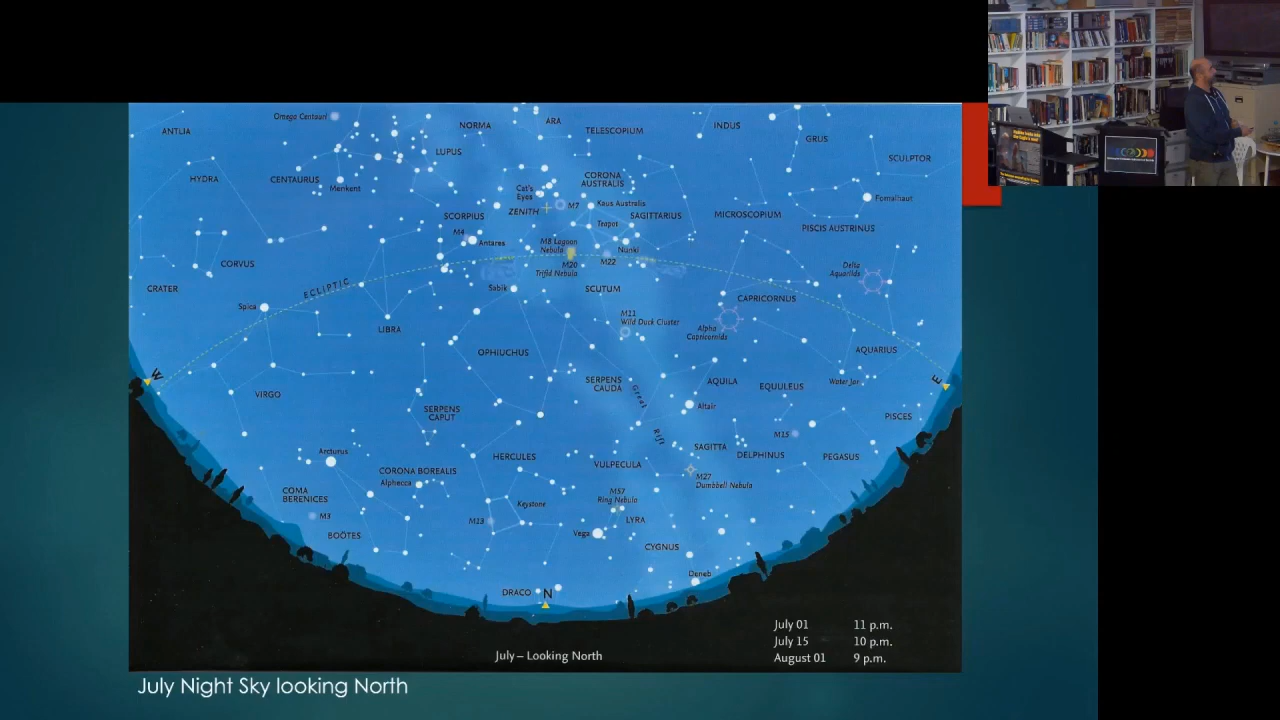 Omega Centauri
ANTLIA
NORMA
ARA
TELESCOPIUM
INDUS
GRUS
LUPUS
SCULPTOR
HYDRA
CENTAURUS
Menkent
CORONA
AUSTRALIS
Cat's
Eyes
ZENITH
M7
Kaus Australis
Fomalhaut
SCORPIUS
Teapot
SAGITTARIUS
MICROSCOPIUM
PISCIS AUSTRINUS
M4
Antares
M8 Lagoon
Nebula
Nunki
M20
Trifid Nebula
M22
CORVUS
Delta
Aquariids
CRATER
ECLIPTIC
Sabik
SCUTUM
CAPRICORNUS
Spica
LIBRA
M11
Wild Duck Cluster
Alpha
Capricornids
OPHIUCHUS
AQUARIUS
W
E
VIRGO
SERPENS
CAUDA
Great
Rift
AQUILA
EQUULEUS
Water Jar
SERPENS
CAPUT
Altair
PISCES
M15
Arcturus
SAGITTA
DELPHINUS
PEGASUS
HERCULES
VULPECULA
CORONA BOREALIS
Alphecca
M27
Dumbbell Nebula
COMA
BERENICES
M3
Keystone
M57
Ring Nebula
M13
LYRA
BOÖTES
Vega
CYGNUS
Deneb
DRACO
N
July 01 11 p.m.
July 15 10 p.m.
August 01 9 p.m.
July – Looking North
July Night Sky looking North